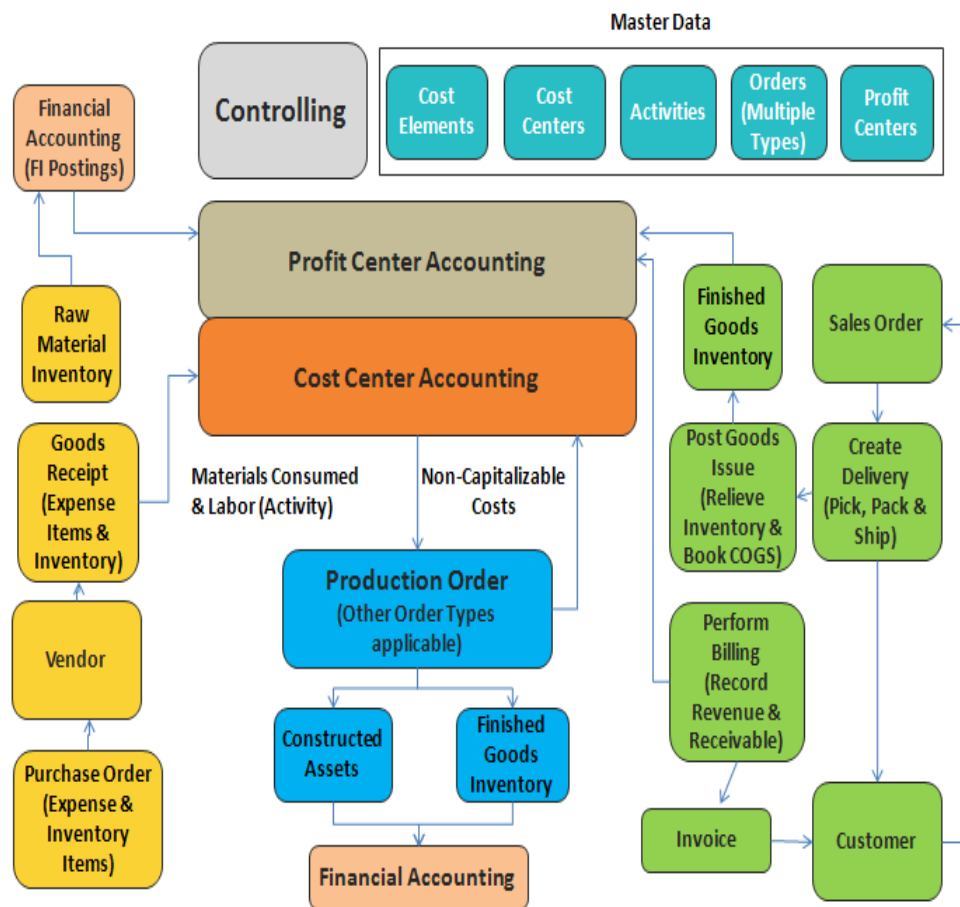 Master Data
Controlling
Cost
Elements
Cost
Centers
Activities
Orders
(Multiple
Types)
Profit
Centers
Financial
Accounting
(FI Postings)
Profit Center Accounting
Cost Center Accounting
Raw
Material
Inventory
Goods
Receipt
(Expense
Items &
Inventory)
Vendor
Purchase Order
(Expense &
Inventory
Items)
Materials Consumed
& Labor (Activity)
Non-Capitalizable
Costs
Production Order
(Other Order Types
applicable)
Constructed
Assets
Finished
Goods
Inventory
Financial Accounting
Finished
Goods
Inventory
Sales Order
Post Goods
Issue
(Relieve
Inventory &
Book COGS)
Create
Delivery
(Pick, Pack &
Ship)
Perform
Billing
(Record
Revenue &
Receivable)
Invoice
Customer